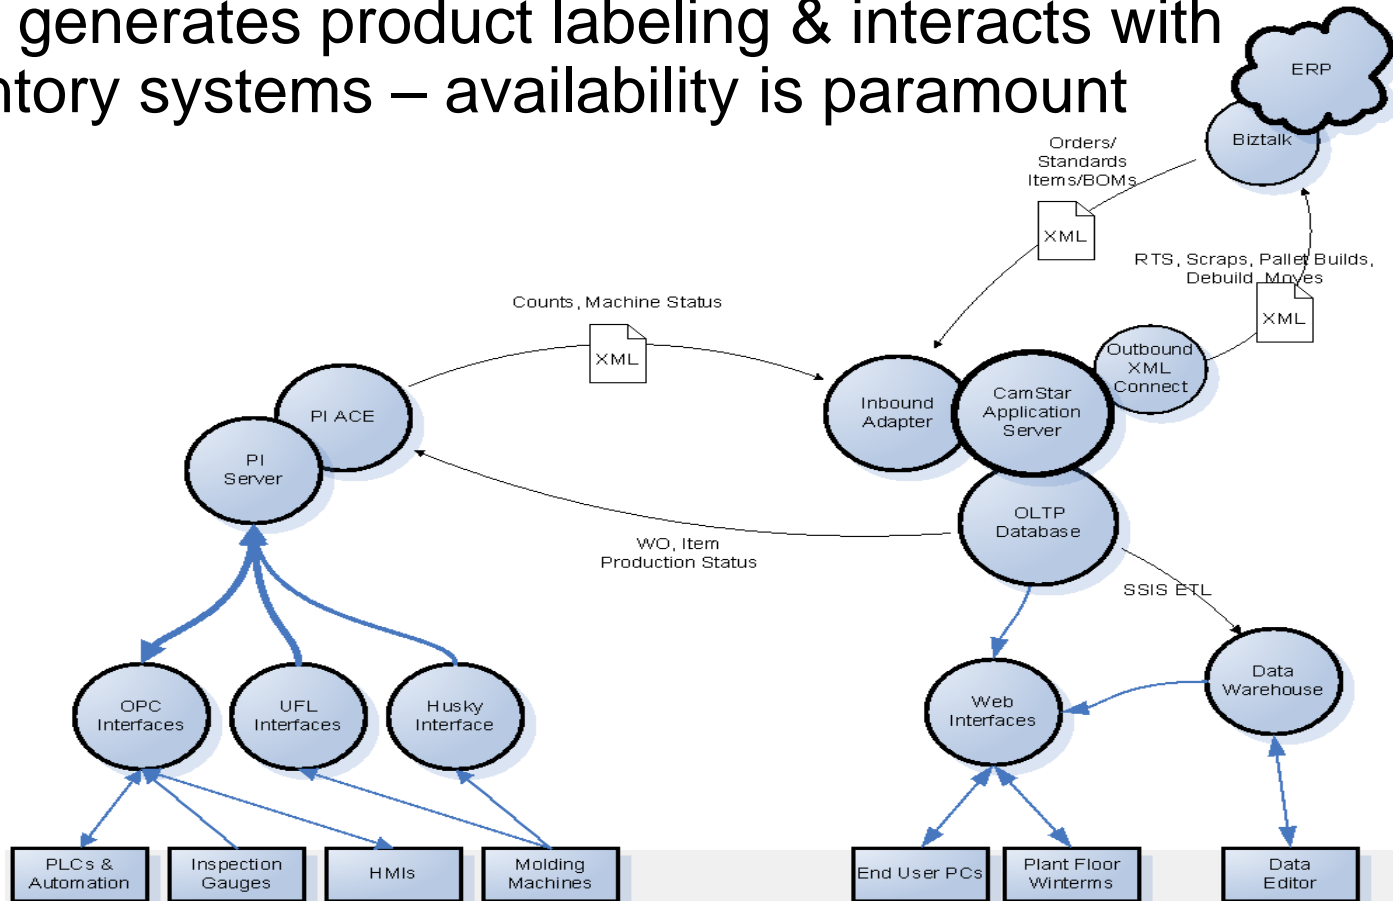 generates product labeling & interacts with
ntory systems – availability is paramount
ERP
Biztalk
Orders/
Standards
Items/BOMs
XML
RTS, Scraps, Pallet Builds,
Debuild, Moves
XML
Counts, Machine Status
XML
Outbound
XML
Connect
CamStar
Application
Server
Inbound
Adapter
PI ACE
PI
Server
OLTP
Database
WO, Item
Production Status
SSIS ETL
OPC
Interfaces
UFL
Interfaces
Husky
Interface
Web
Interfaces
Data
Warehouse
PLCs &
Automation
Inspection
Gauges
HMIs
Molding
Machines
End User PCs
Plant Floor
Winterms
Data
Editor